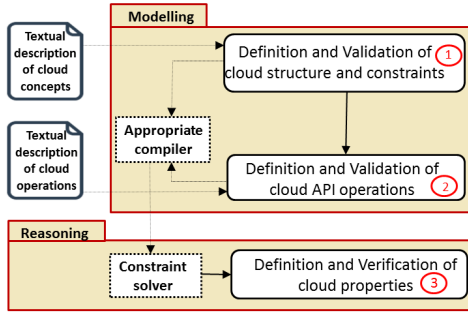 Modelling
Textual
description
of cloud
concepts
Definition and Validation of
cloud structure and constraints
1
Appropriate
compiler
Textual
description
of cloud
operations
Definition and Validation of
cloud API operations
2
Reasoning
Constraint
solver
Definition and Verification of
cloud properties
3